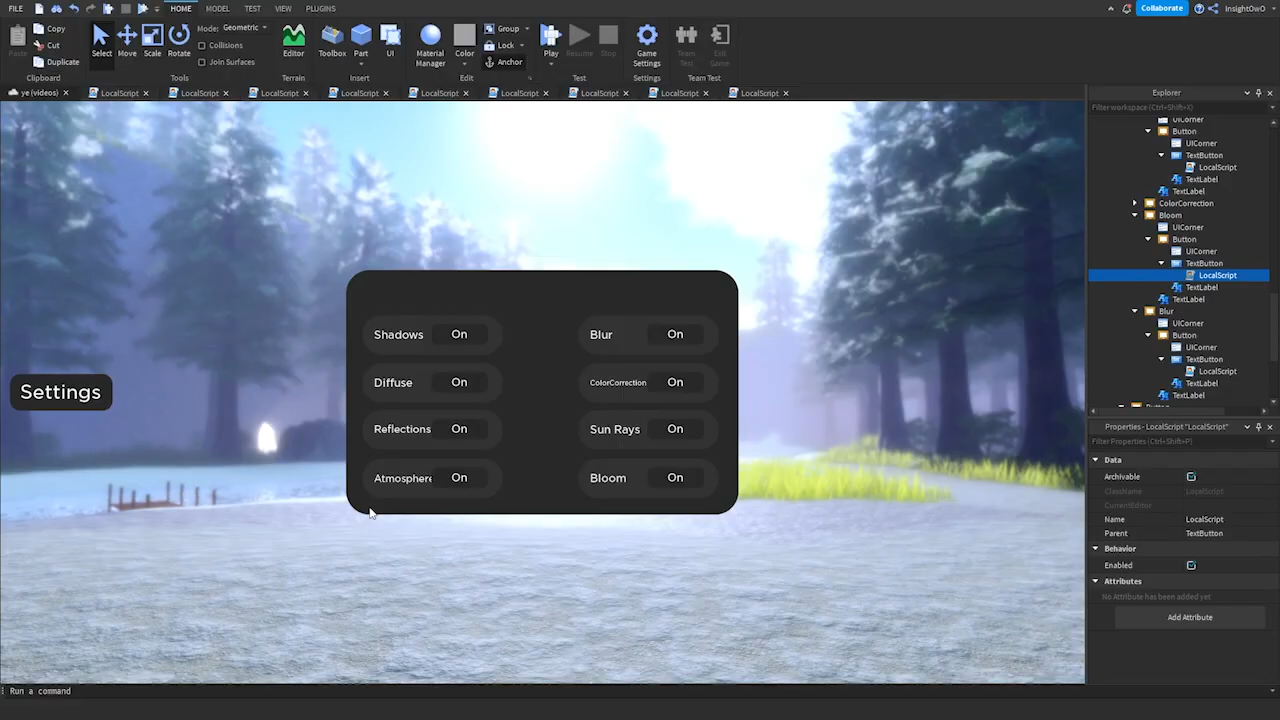 FILE HOME MODEL TEST VIEW PLUGINS Collaborate InsightOwO
Paste Copy Cut Duplicate Clipboard
Select Move Scale Rotate Mode: Geometric Collisions Join Surfaces Tools
Editor Terrain
Toolbox Part UI Insert
Material Manager Color Group Lock Anchor Edit
Play Resume Stop Test
Game Settings Settings
Team Test Exit Game Team Test
ye (videos) LocalScript LocalScript LocalScript LocalScript LocalScript LocalScript LocalScript LocalScript LocalScript
Settings
Shadows On
Diffuse On
Reflections On
Atmosphere On
Blur On
ColorCorrection On
Sun Rays On
Bloom On
Explorer
Filter workspace (Ctrl+Shift+X)
UICorner
Button
UICorner
TextButton
LocalScript
TextLabel
TextLabel
ColorCorrection
Bloom
UICorner
Button
UICorner
TextButton
LocalScript
TextLabel
TextLabel
Blur
UICorner
Button
UICorner
TextButton
LocalScript
TextLabel
TextLabel
Properties - LocalScript "LocalScript"
Filter Properties (Ctrl+Shift+P)
Data
Archivable
ClassName LocalScript
CurrentEditor
Name LocalScript
Parent TextButton
Behavior
Enabled
Attributes
No Attribute has been added yet
Add Attribute
Run a command